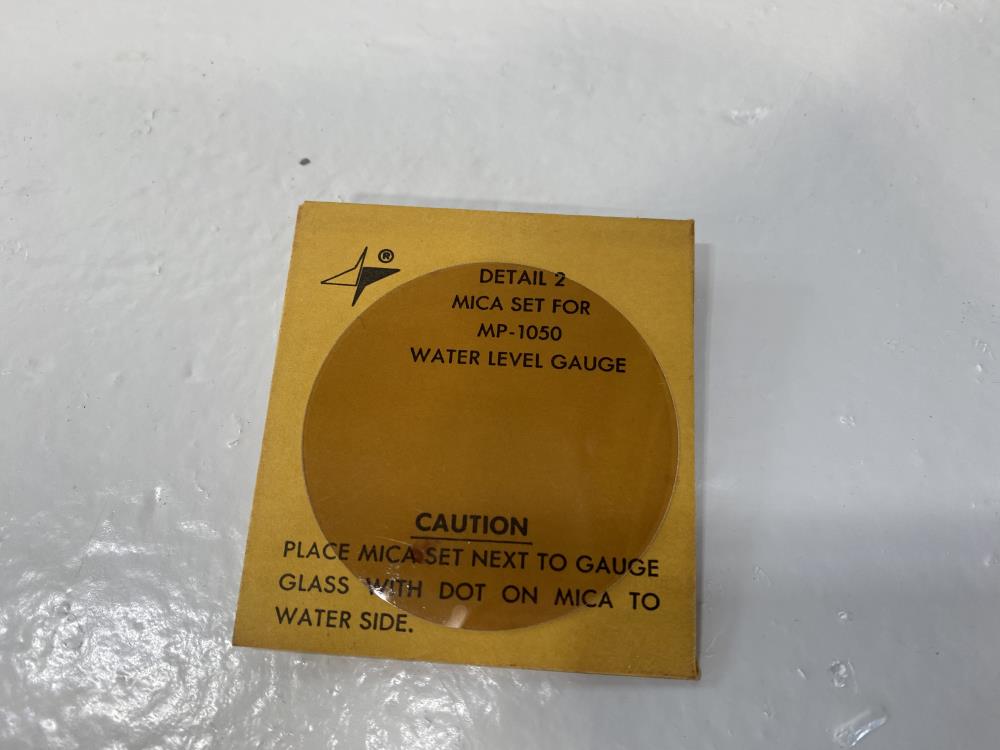 ®
DETAIL 2
MICA SET FOR
MP-1050
WATER LEVEL GAUGE
CAUTION
PLACE MICA SET NEXT TO GAUGE
GLASS WITH DOT ON MICA TO
WATER SIDE.